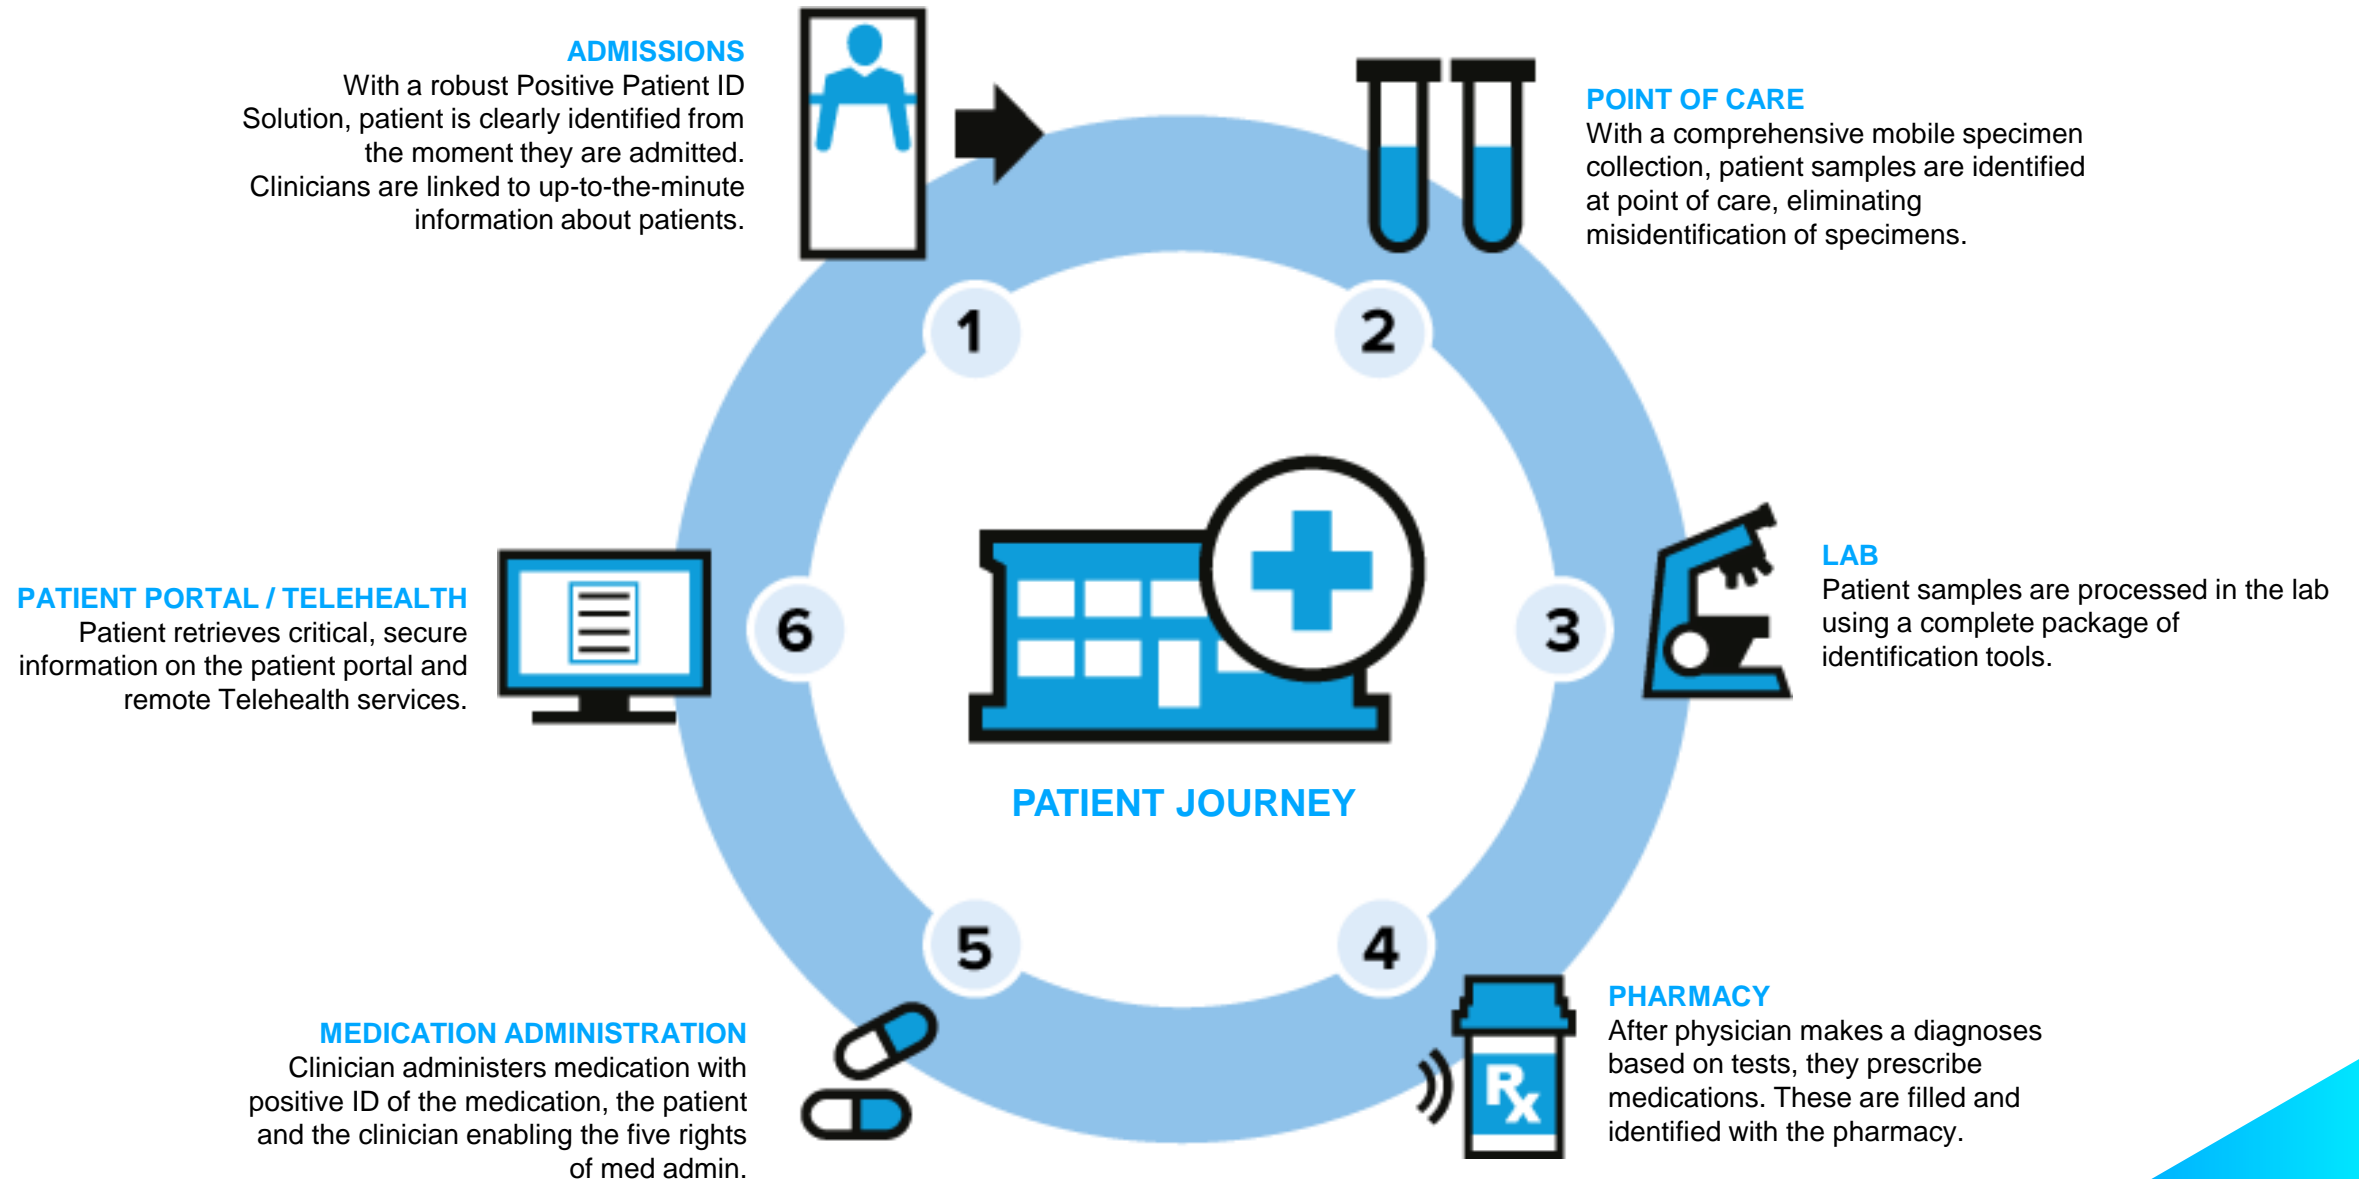 ADMISSIONS
With a robust Positive Patient ID
Solution, patient is clearly identified from
the moment they are admitted.
Clinicians are linked to up-to-the-minute
information about patients.
1
POINT OF CARE
With a comprehensive mobile specimen
collection, patient samples are identified
at point of care, eliminating
misidentification of specimens.
2
LAB
Patient samples are processed in the lab
using a complete package of
identification tools.
3
PHARMACY
After physician makes a diagnoses
based on tests, they prescribe
medications. These are filled and
identified with the pharmacy.
4
Rx
MEDICATION ADMINISTRATION
Clinician administers medication with
positive ID of the medication, the patient
and the clinician enabling the five rights
of med admin.
5
PATIENT PORTAL / TELEHEALTH
Patient retrieves critical, secure
information on the patient portal and
remote Telehealth services.
6
PATIENT JOURNEY